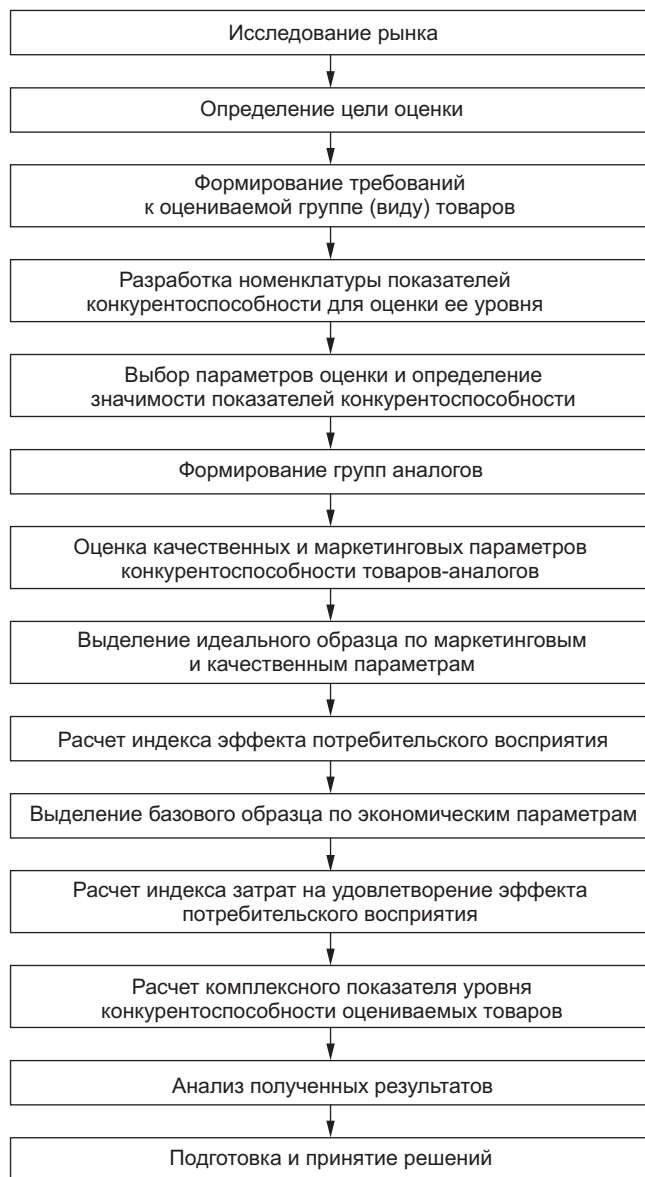 Исследование рынка
Определение цели оценки
Формирование требований
к оцениваемой группе (виду) товаров
Разработка номенклатуры показателей
конкурентоспособности для оценки ее уровня
Выбор параметров оценки и определение
значимости показателей конкурентоспособности
Формирование групп аналогов
Оценка качественных и маркетинговых параметров
конкурентоспособности товаров-аналогов
Выделение идеального образца по маркетинговым
и качественным параметрам
Расчет индекса эффекта потребительского восприятия
Выделение базового образца по экономическим параметрам
Расчет индекса затрат на удовлетворение эффекта
потребительского восприятия
Расчет комплексного показателя уровня
конкурентоспособности оцениваемых товаров
Анализ полученных результатов
Подготовка и принятие решений